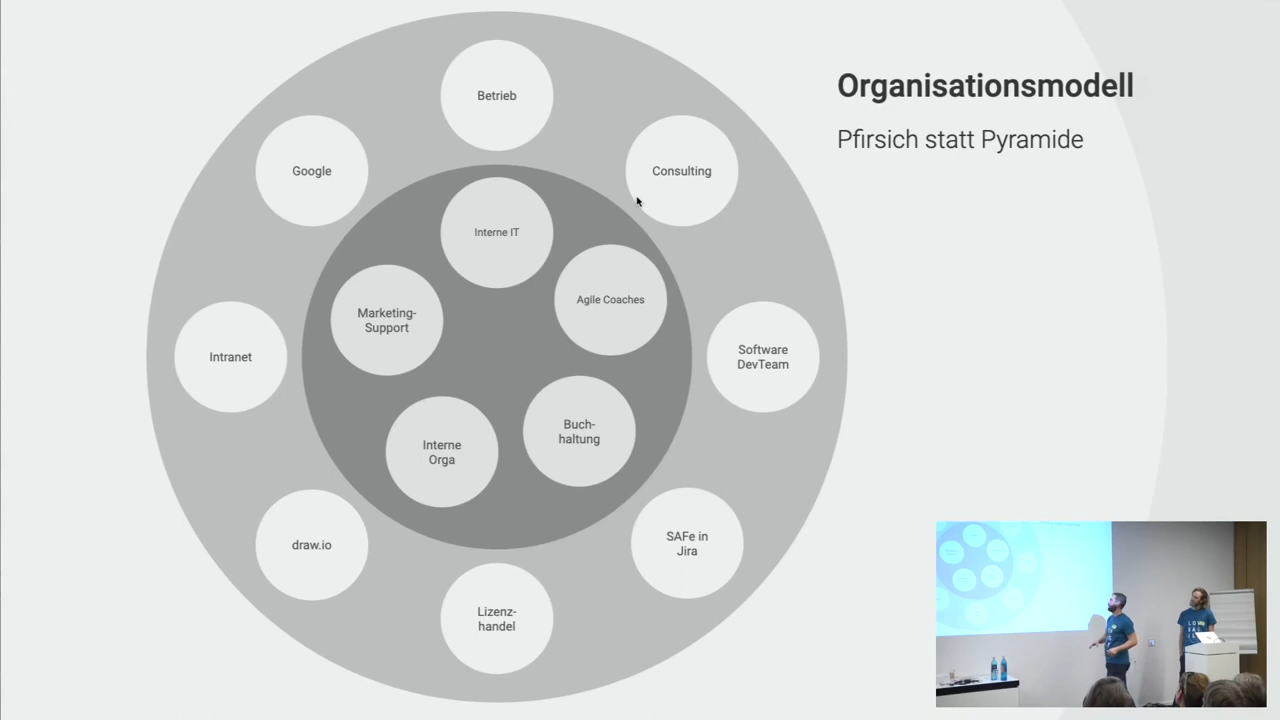 Organisationsmodell
Pfirsich statt Pyramide
Betrieb
Google
Consulting
Interne IT
Agile Coaches
Marketing-
Support
Intranet
Software
DevTeam
Buch-
haltung
Interne
Orga
draw.io
SAFe in
Jira
Lizenz-
handel